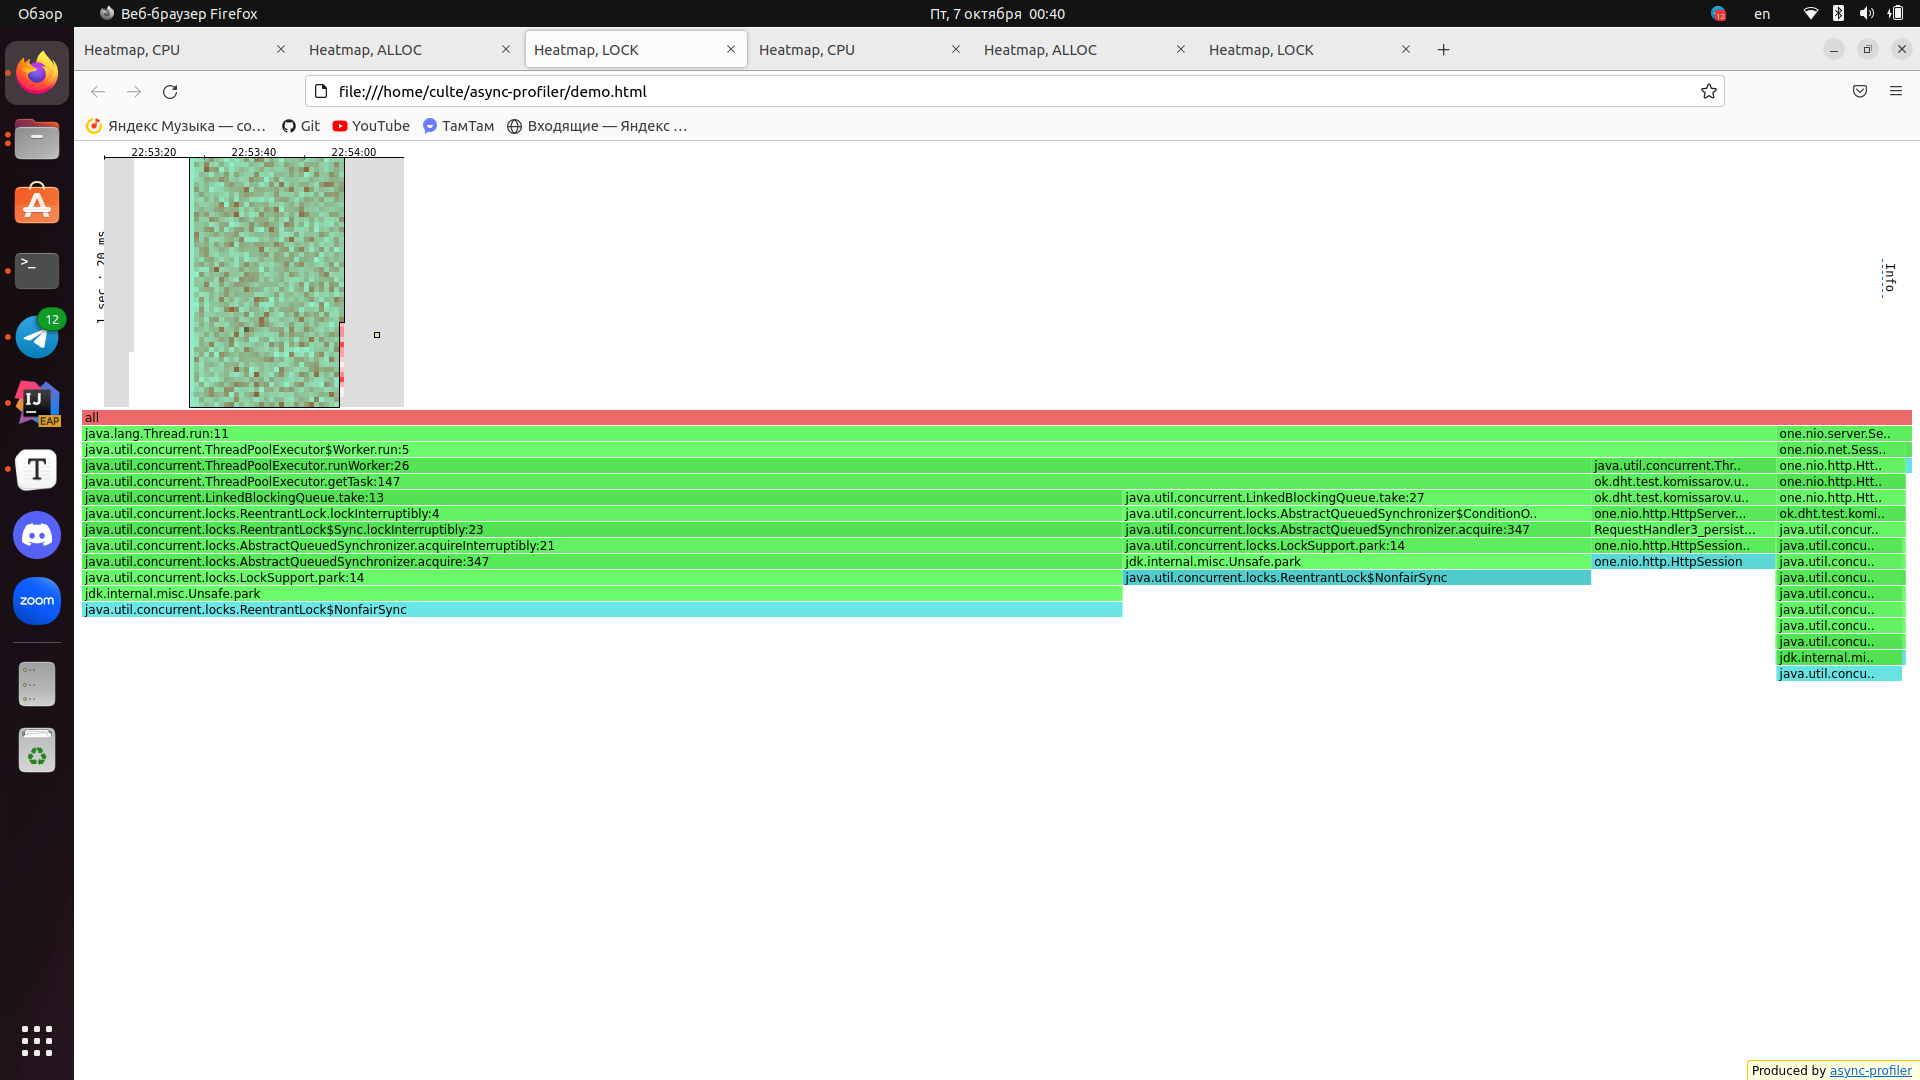 Обзор
Веб-браузер Firefox
Пт, 7 октября 00:40
12
en
Heatmap, CPU
Heatmap, ALLOC
Heatmap, LOCK
Heatmap, CPU
Heatmap, ALLOC
Heatmap, LOCK
file:///home/culte/async-profiler/demo.html
Яндекс Музыка — со…
Git
YouTube
ТамТам
Входящие — Яндекс …
22:53:20
22:53:40
22:54:00
1 sec · 20 ms
Info
12
IJ
EAP
T
zoom
all
java.lang.Thread.run:11
one.nio.server.Se..
java.util.concurrent.ThreadPoolExecutor$Worker.run:5
one.nio.net.Sess..
java.util.concurrent.ThreadPoolExecutor.runWorker:26
java.util.concurrent.Thr..
one.nio.http.Htt..
java.util.concurrent.ThreadPoolExecutor.getTask:147
ok.dht.test.komissarov.u..
one.nio.http.Htt..
java.util.concurrent.LinkedBlockingQueue.take:13
java.util.concurrent.LinkedBlockingQueue.take:27
ok.dht.test.komissarov.u..
one.nio.http.Htt..
java.util.concurrent.locks.ReentrantLock.lockInterruptibly:4
java.util.concurrent.locks.AbstractQueuedSynchronizer$ConditionO..
one.nio.http.HttpServer...
ok.dht.test.komi..
java.util.concurrent.locks.ReentrantLock$Sync.lockInterruptibly:23
java.util.concurrent.locks.AbstractQueuedSynchronizer.acquire:347
RequestHandler3_persist...
java.util.concur..
java.util.concurrent.locks.AbstractQueuedSynchronizer.acquireInterruptibly:21
java.util.concurrent.locks.LockSupport.park:14
one.nio.http.HttpSession..
java.util.concu..
java.util.concurrent.locks.AbstractQueuedSynchronizer.acquire:347
jdk.internal.misc.Unsafe.park
one.nio.http.HttpSession
java.util.concu..
java.util.concurrent.locks.LockSupport.park:14
java.util.concurrent.locks.ReentrantLock$NonfairSync
java.util.concu..
jdk.internal.misc.Unsafe.park
java.util.concu..
java.util.concurrent.locks.ReentrantLock$NonfairSync
java.util.concu..
java.util.concu..
java.util.concu..
jdk.internal.mi..
java.util.concu..
Produced by async-profiler